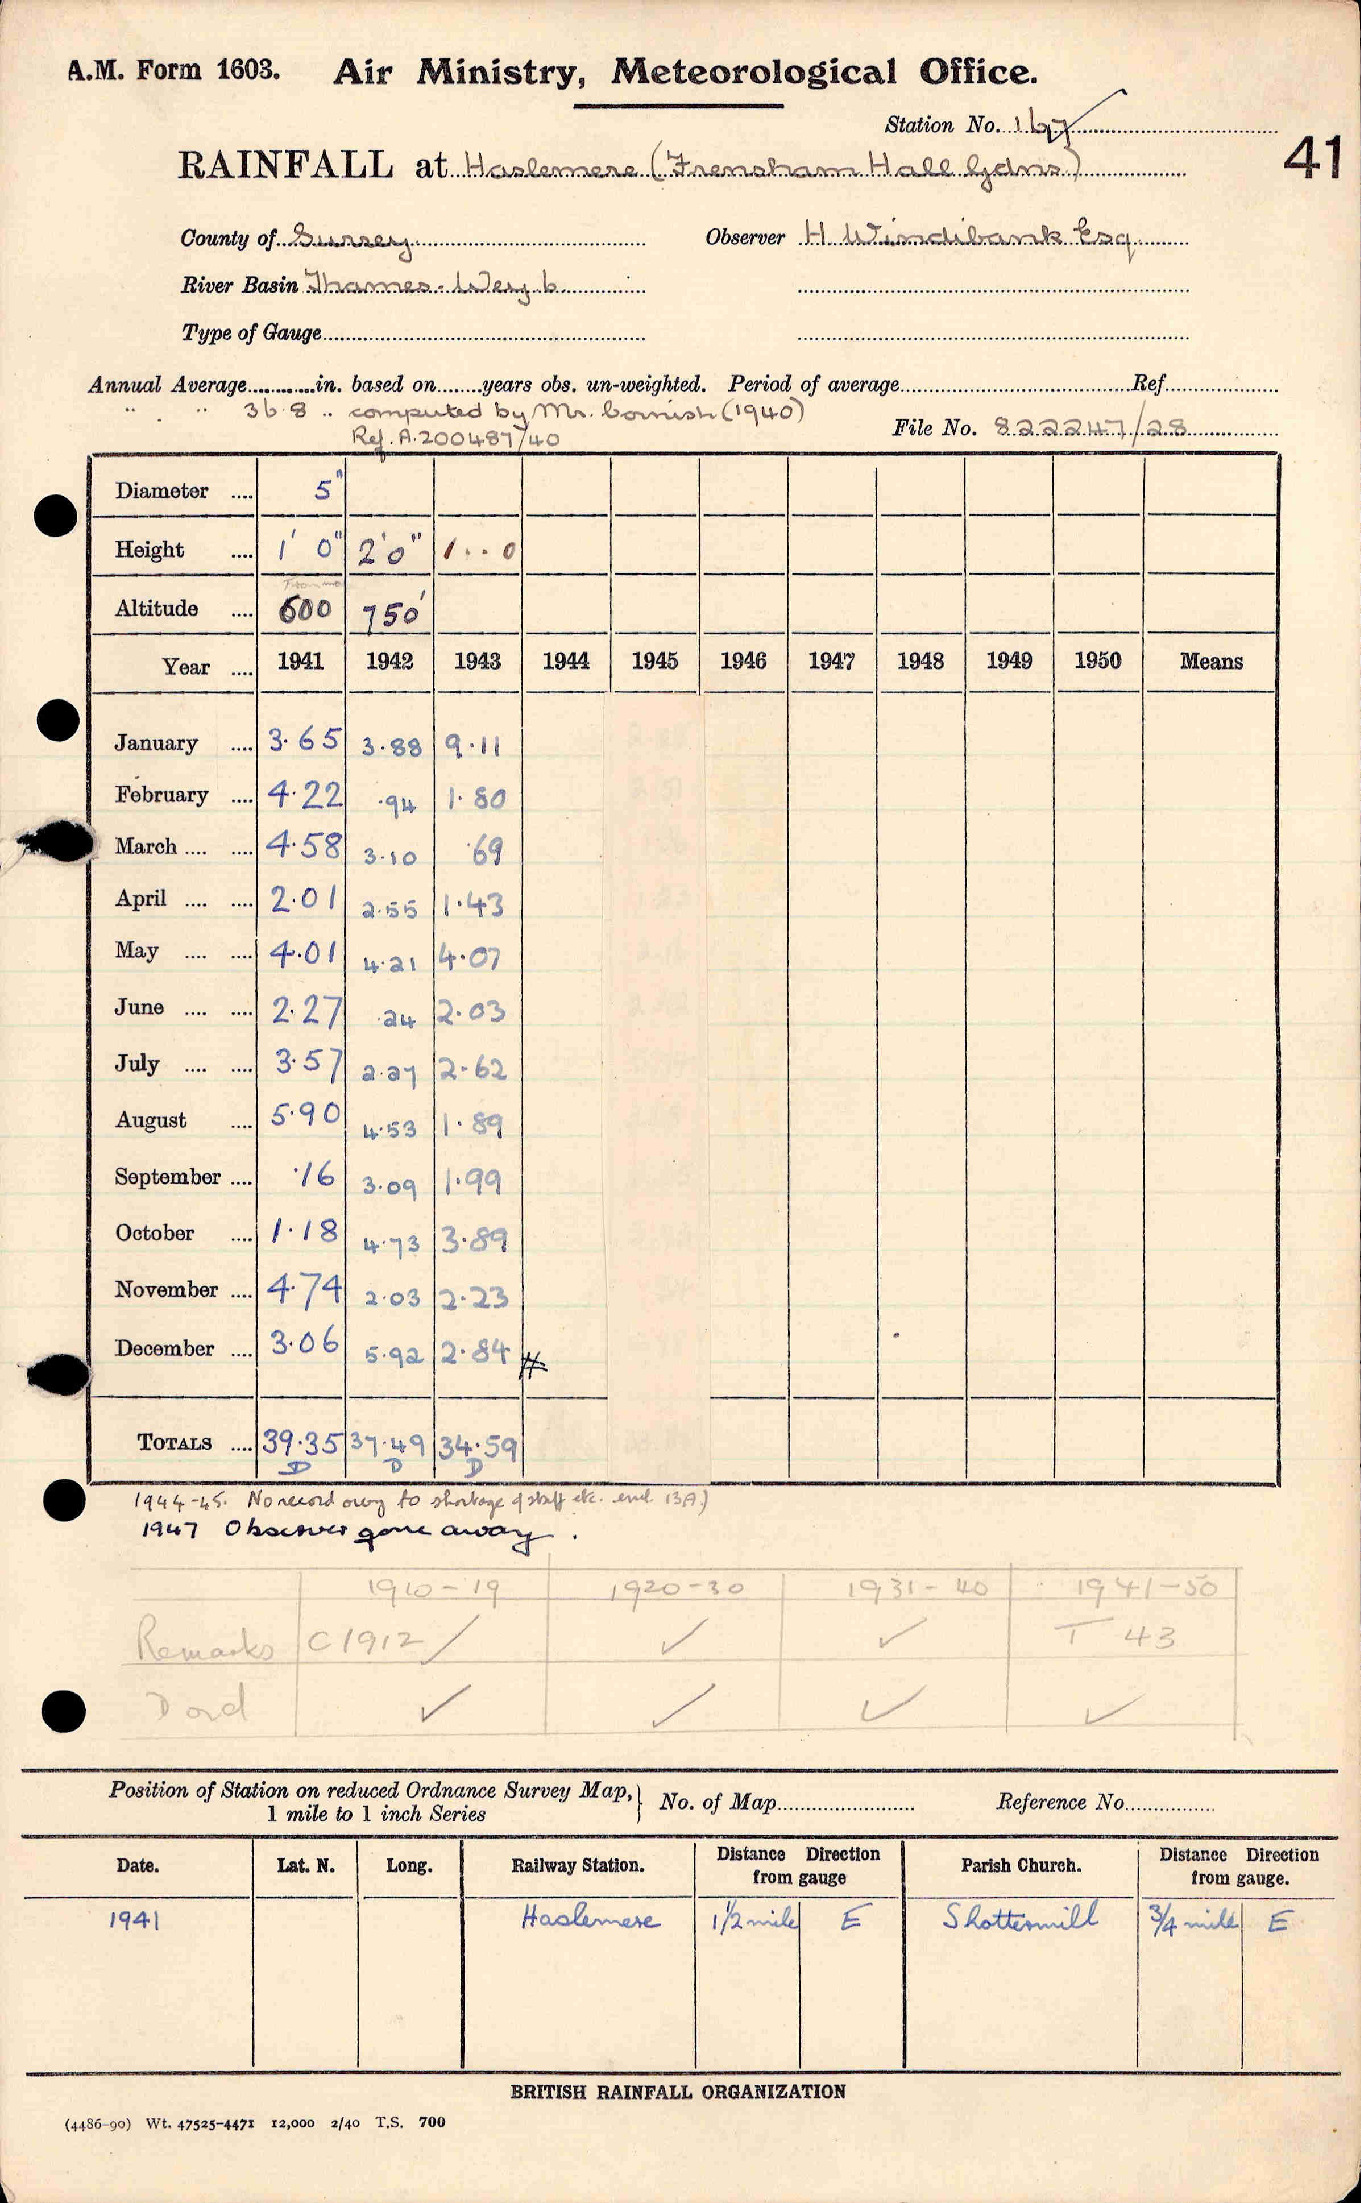 A.M. Form 1603. Air Ministry, Meteorological Office.
Station No. 167
41
RAINFALL at Haslemere (Frensham Hall Gdns)
County of Surrey Observer H Windibank Esq
River Basin Thames-Wey b
Type of Gauge
Annual Average in. based on years obs. un-weighted. Period of average Ref
" " 36.8 .. computed by Mr. Cornish (1940)
Ref. A.200487/40
File No. 822247/28
Diameter 5"
Height 1' 0" 2' 0" 1 .. 0
Altitude 600 750'
Year 1941 1942 1943 1944 1945 1946 1947 1948 1949 1950 Means
January 3.65 3.88 9.11
February 4.22 .94 1.80
March 4.58 3.10 .69
April 2.01 2.55 1.43
May 4.01 4.21 4.07
June 2.27 .24 2.03
July 3.57 2.27 2.62
August 5.90 4.53 1.89
September .16 3.09 1.99
October 1.18 4.73 3.89
November 4.74 2.03 2.23
December 3.06 5.92 2.84 #
TOTALS 39.35 37.49 34.59
D D D
1944-45. No record owing to shortage of staff etc. end 13A)
1947 Observer gone away.
1910-19 1920-30 1931-40 1941-50
Remarks C1912/ ✓ ✓ T 43
D ord ✓ ✓ ✓ ✓
Position of Station on reduced Ordnance Survey Map, 1 mile to 1 inch Series } No. of Map Reference No.
Date. Lat. N. Long. Railway Station. Distance from gauge Direction Parish Church. Distance from gauge. Direction
1941 Haslemere 1½ mile E Shottermill ¾ mile E
BRITISH RAINFALL ORGANIZATION
(4486-90) Wt. 47525-4471 12,000 2/40 T.S. 700